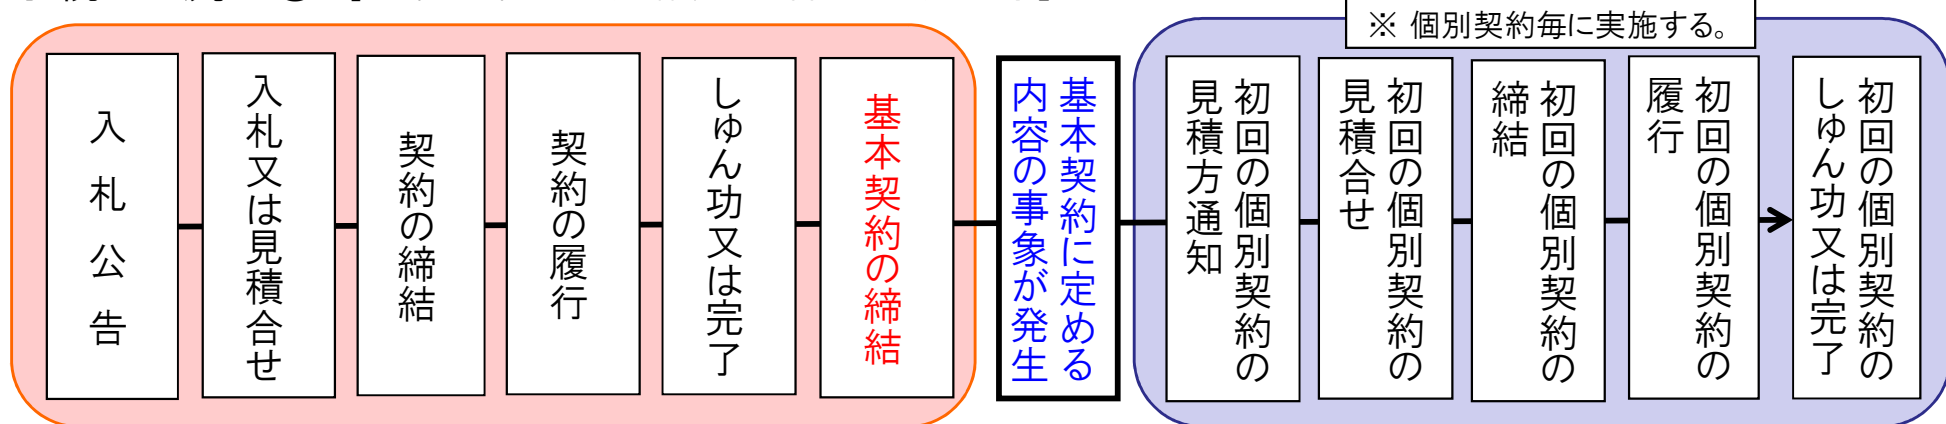 ※ 個別契約毎に実施する。
入札公告
入札又は見積合せ
契約の締結
契約の履行
しゅん功又は完了
基本契約の締結
基本契約に定める
内容の事象が発生
初回の個別契約の
見積方通知
初回の個別契約の
見積合せ
初回の個別契約の
締結
初回の個別契約の
履行
初回の個別契約の
しゅん功又は完了